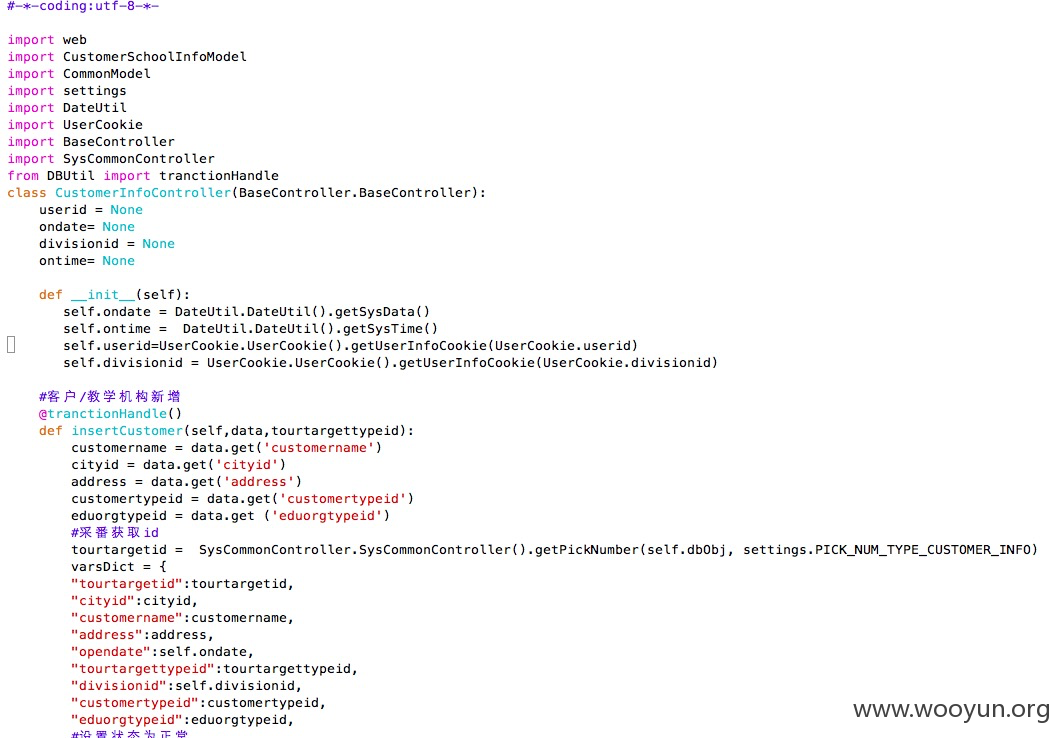 #-*-coding:utf-8-*-
import web
import CustomerSchoolInfoModel
import CommonModel
import settings
import DateUtil
import UserCookie
import BaseController
import SysCommonController
from DBUtil import tranctionHandle
class CustomerInfoController(BaseController.BaseController):
    userid = None
    ondate= None
    divisionid = None
    ontime= None
    def __init__(self):
       self.ondate = DateUtil.DateUtil().getSysData()
       self.ontime =  DateUtil.DateUtil().getSysTime()
       self.userid=UserCookie.UserCookie().getUserInfoCookie(UserCookie.userid)
       self.divisionid = UserCookie.UserCookie().getUserInfoCookie(UserCookie.divisionid)
    #客户/教学机构新增
    @tranctionHandle()
    def insertCustomer(self,data,tourtargettypeid):
        customername = data.get('customername')
        cityid = data.get('cityid')
        address = data.get('address')
        customertypeid = data.get('customertypeid')
        eduorgtypeid = data.get ('eduorgtypeid')
        #采番获取id
        tourtargetid =  SysCommonController.SysCommonController().getPickNumber(self.dbObj, settings.PICK_NUM_TYPE_CUSTOMER_INFO)
        varsDict = {
        "tourtargetid":tourtargetid,
        "cityid":cityid,
        "customername":customername,
        "address":address,
        "opendate":self.ondate,
        "tourtargettypeid":tourtargettypeid,
        "divisionid":self.divisionid,
        "customertypeid":customertypeid,
        "eduorgtypeid":eduorgtypeid,
        #设置状态为正常
www.wooyun.org